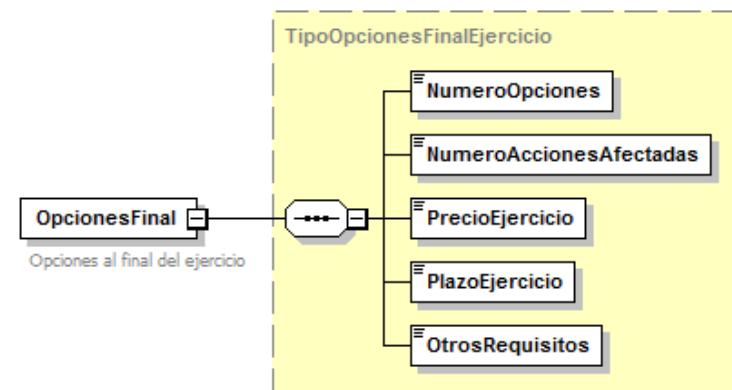 TipoOpcionesFinalEjercicio
NumeroOpciones
NumeroAccionesAfectadas
OpcionesFinal
PrecioEjercicio
Opciones al final del ejercicio
PlazoEjercicio
OtrosRequisitos